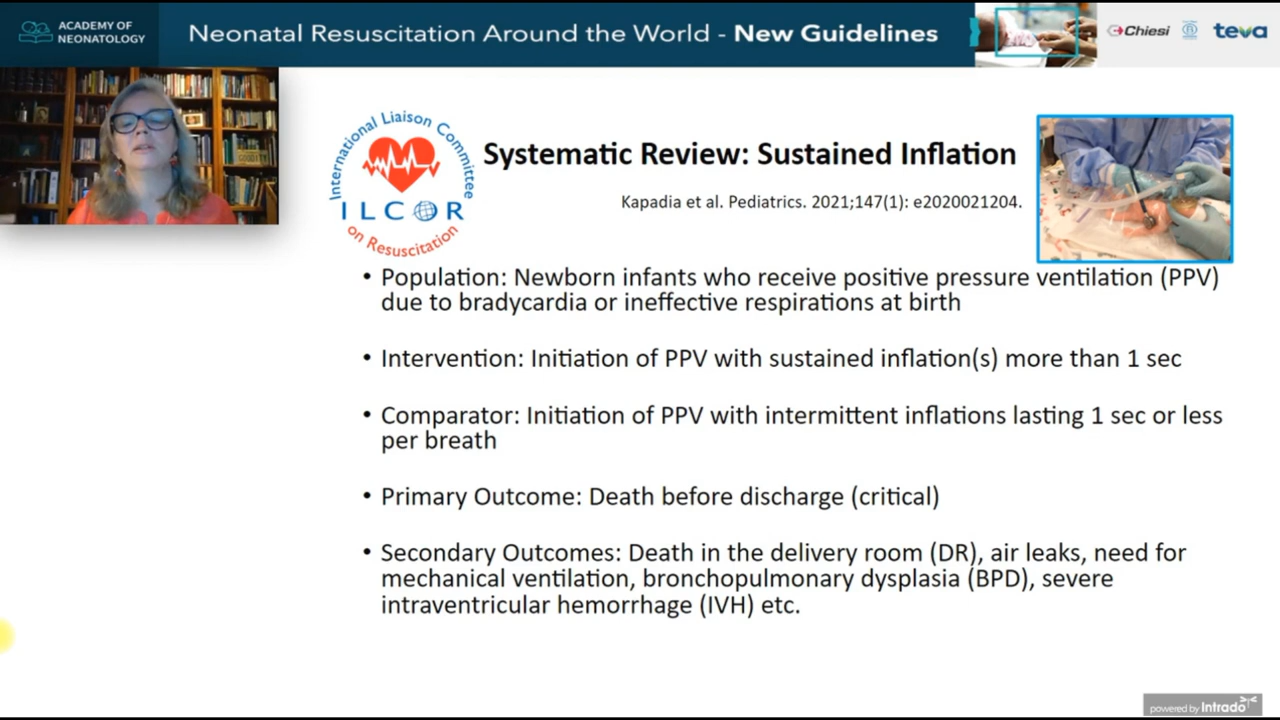 ACADEMY OF
NEONATOLOGY
Neonatal Resuscitation Around the World - New Guidelines
Chiesi
teva
International Liaison Committee
ILCOR
on Resuscitation
Systematic Review: Sustained Inflation
Kapadia et al. Pediatrics. 2021;147(1): e2020021204.
• Population: Newborn infants who receive positive pressure ventilation (PPV)
due to bradycardia or ineffective respirations at birth
• Intervention: Initiation of PPV with sustained inflation(s) more than 1 sec
• Comparator: Initiation of PPV with intermittent inflations lasting 1 sec or less
per breath
• Primary Outcome: Death before discharge (critical)
• Secondary Outcomes: Death in the delivery room (DR), air leaks, need for
mechanical ventilation, bronchopulmonary dysplasia (BPD), severe
intraventricular hemorrhage (IVH) etc.
powered by Intrado